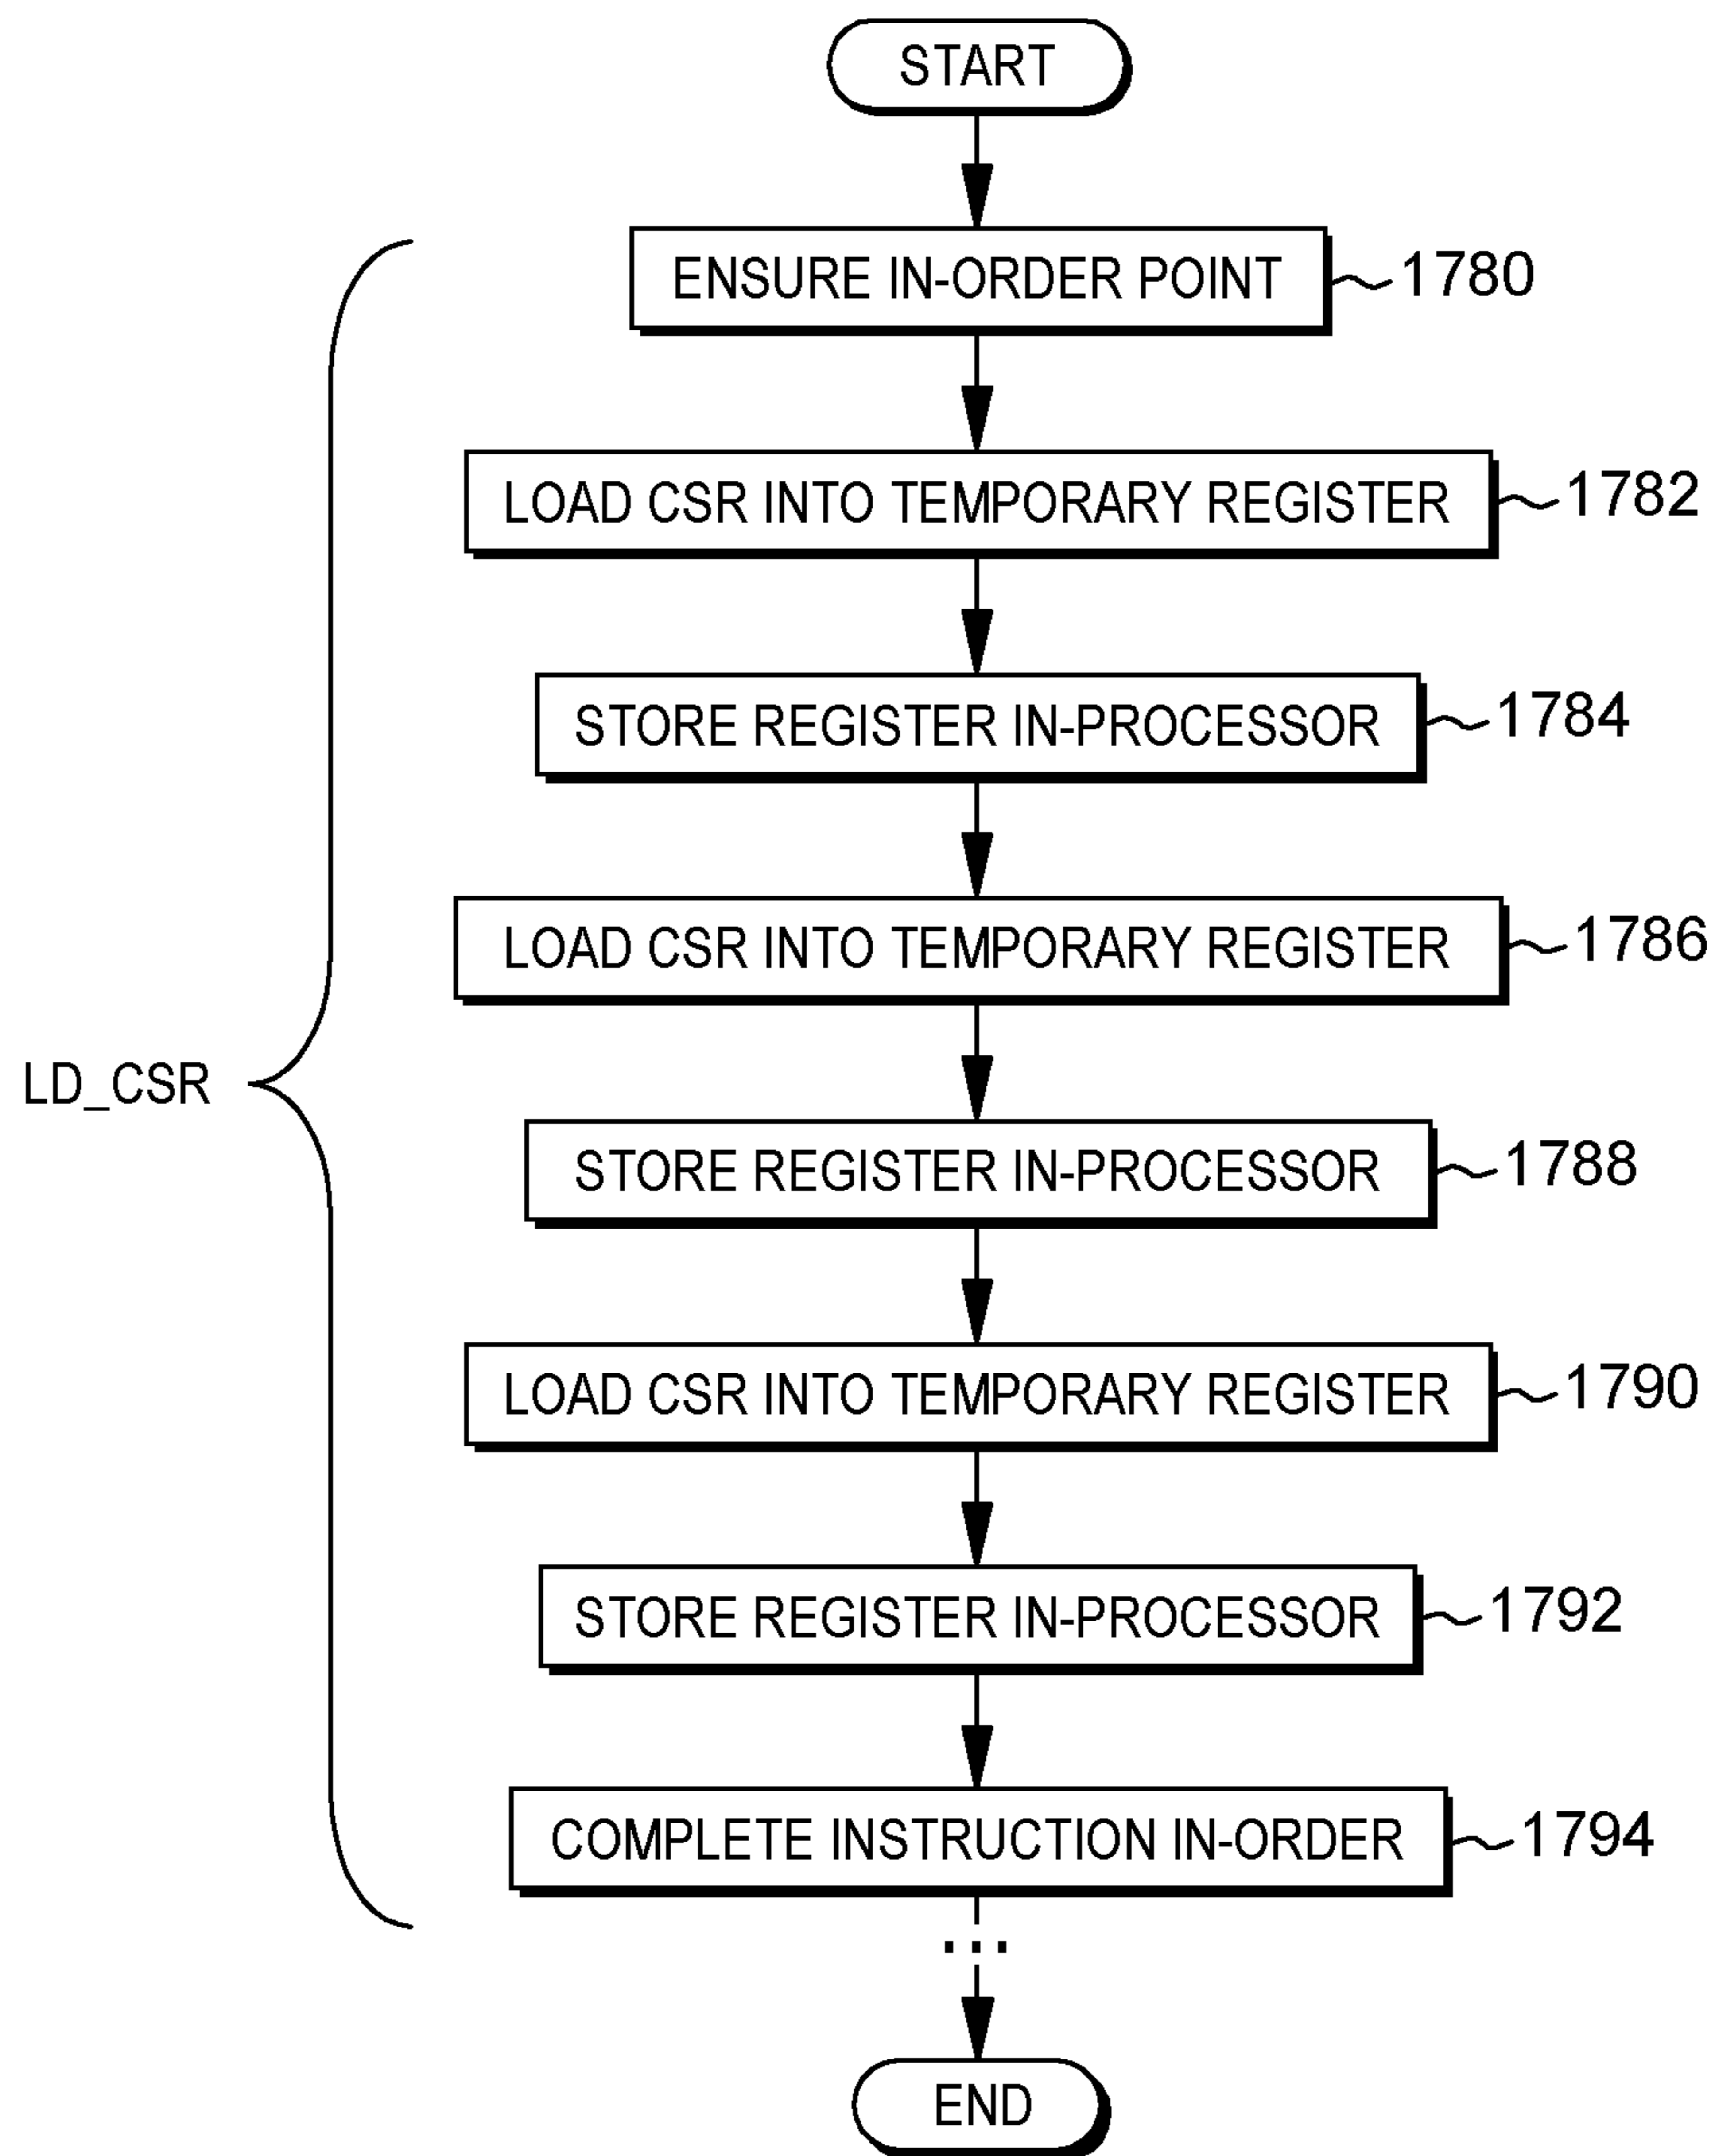 START
ENSURE IN-ORDER POINT 1780
LOAD CSR INTO TEMPORARY REGISTER 1782
STORE REGISTER IN-PROCESSOR 1784
LOAD CSR INTO TEMPORARY REGISTER 1786
LD_CSR
STORE REGISTER IN-PROCESSOR 1788
LOAD CSR INTO TEMPORARY REGISTER 1790
STORE REGISTER IN-PROCESSOR 1792
COMPLETE INSTRUCTION IN-ORDER 1794
...
END